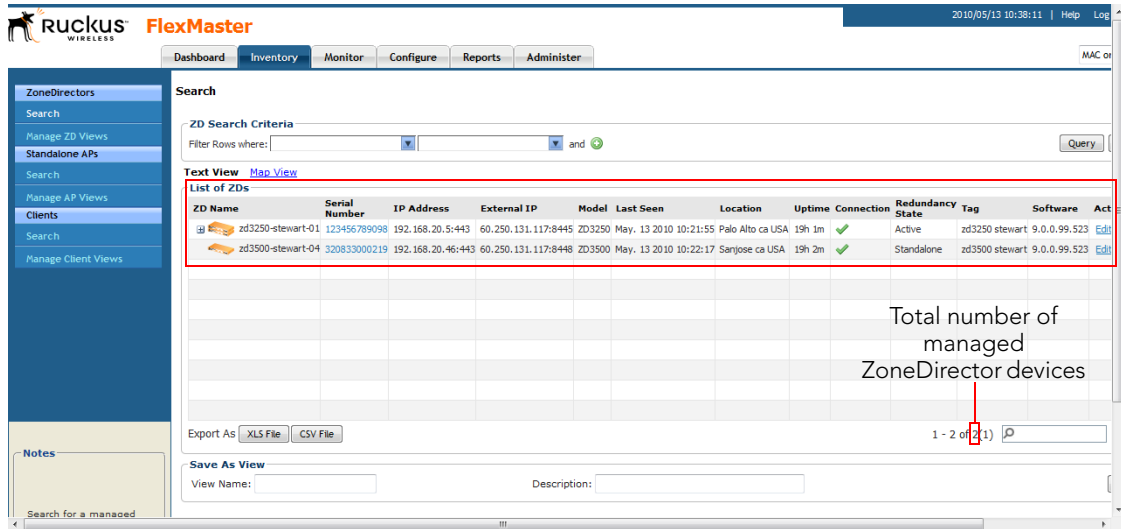 2010/05/13 10:38:11 | Help Log
Ruckus WIRELESS FlexMaster
Dashboard Inventory Monitor Configure Reports Administer
MAC or
ZoneDirectors
Search
Manage ZD Views
Standalone APs
Search
Manage AP Views
Clients
Search
Manage Client Views
Notes
Search for a managed
Search
ZD Search Criteria
Filter Rows where: and Query
Text View Map View
List of ZDs
ZD Name Serial Number IP Address External IP Model Last Seen Location Uptime Connection Redundancy State Tag Software Act
zd3250-stewart-01 123456789098 192.168.20.5:443 60.250.131.117:8445 ZD3250 May. 13 2010 10:21:55 Palo Alto ca USA 19h 1m Active zd3250 stewart 9.0.0.99.523 Edit
zd3500-stewart-04 320833000219 192.168.20.46:443 60.250.131.117:8448 ZD3500 May. 13 2010 10:22:17 Sanjose ca USA 19h 2m Standalone zd3500 stewart 9.0.0.99.523 Edit
Total number of
managed
ZoneDirector devices
Export As XLS File CSV File 1 - 2 of 2(1)
Save As View
View Name: Description: